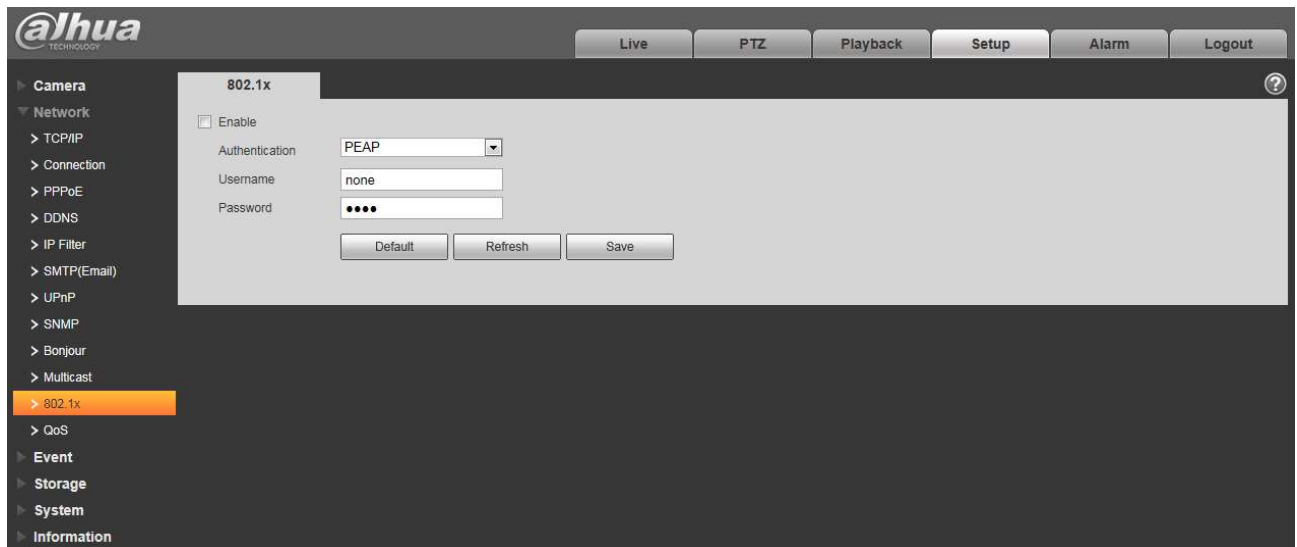 alhua
TECHNOLOGY
Live PTZ Playback Setup Alarm Logout
Camera
Network
> TCP/IP
> Connection
> PPPoE
> DDNS
> IP Filter
> SMTP(Email)
> UPnP
> SNMP
> Bonjour
> Multicast
> 802.1x
> QoS
Event
Storage
System
Information
802.1x
?
Enable
Authentication PEAP
Username none
Password ••••
Default Refresh Save